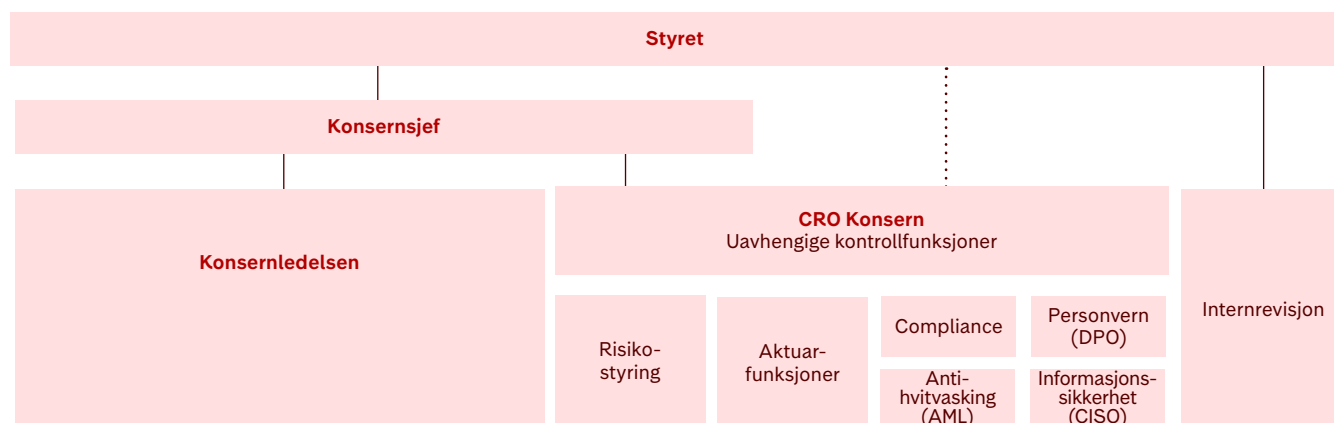 Styret
Konsernsjef
CRO Konsern
Uavhengige kontrollfunksjoner
Konsernledelsen
Risiko-
styring
Aktuar-
funksjoner
Compliance
Personvern
(DPO)
Anti-
hvitvasking
(AML)
Informasjons-
sikkerhet
(CISO)
Internrevisjon